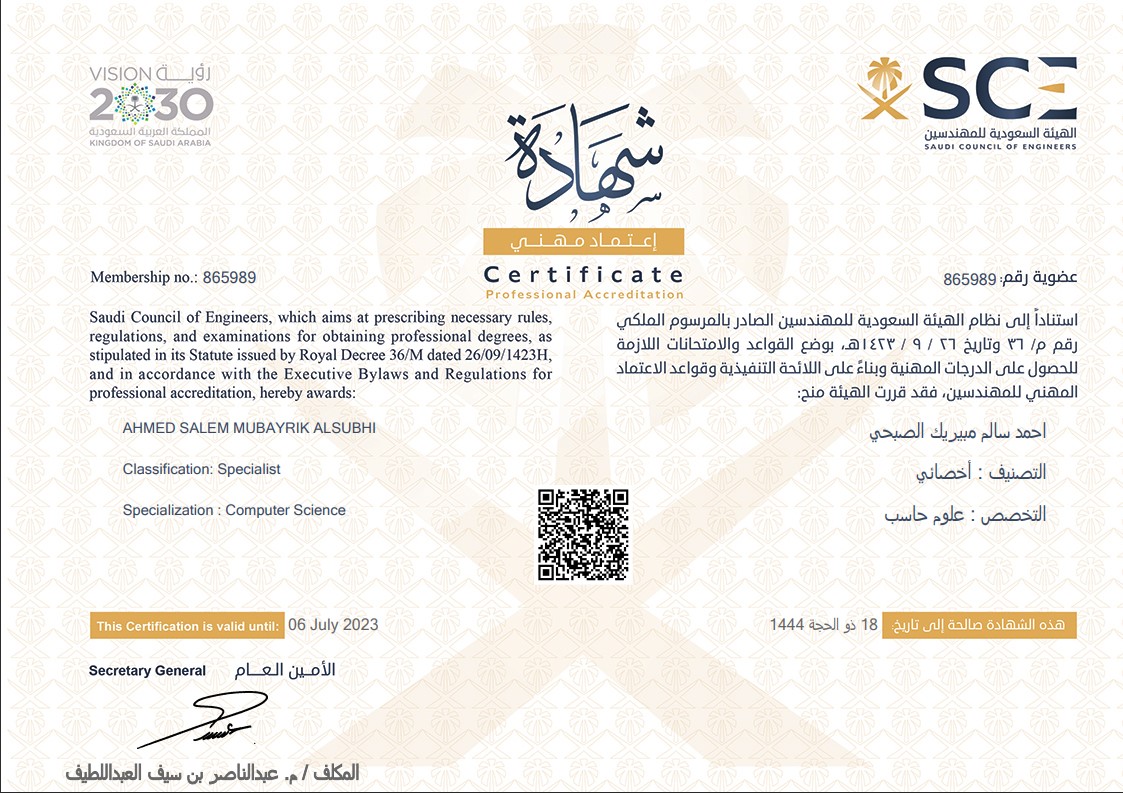 VISION رؤيـــة
2030
المملكة العربية السعودية
KINGDOM OF SAUDI ARABIA
SCE
الهيئة السعودية للمهندسين
SAUDI COUNCIL OF ENGINEERS
شهادة
إعـتـمـاد مـهـنـي
Certificate
Professional Accreditation
Membership no.: 865989
عضوية رقم: 865989
Saudi Council of Engineers, which aims at prescribing necessary rules,
regulations, and examinations for obtaining professional degrees, as
stipulated in its Statute issued by Royal Decree 36/M dated 26/09/1423H,
and in accordance with the Executive Bylaws and Regulations for
professional accreditation, hereby awards:
استناداً إلى نظام الهيئة السعودية للمهندسين الصادر بالمرسوم الملكي
رقم م/ ٣٦ وتاريخ ٢٦ / ٩ / ١٤٢٣هـ، بوضع القواعد والامتحانات اللازمة
للحصول على الدرجات المهنية وبناءً على اللائحة التنفيذية وقواعد الاعتماد
المهني للمهندسين، فقد قررت الهيئة منح:
AHMED SALEM MUBAYRIK ALSUBHI
احمد سالم مبيريك الصبحي
Classification: Specialist
التصنيف : أخصائي
Specialization : Computer Science
التخصص : علوم حاسب
This Certification is valid until: 06 July 2023
هذه الشهادة صالحة إلى تاريخ: 18 ذو الحجة 1444
Secretary General الأمـيـن الـعـــام
المكلف / م. عبدالناصر بن سيف العبداللطيف